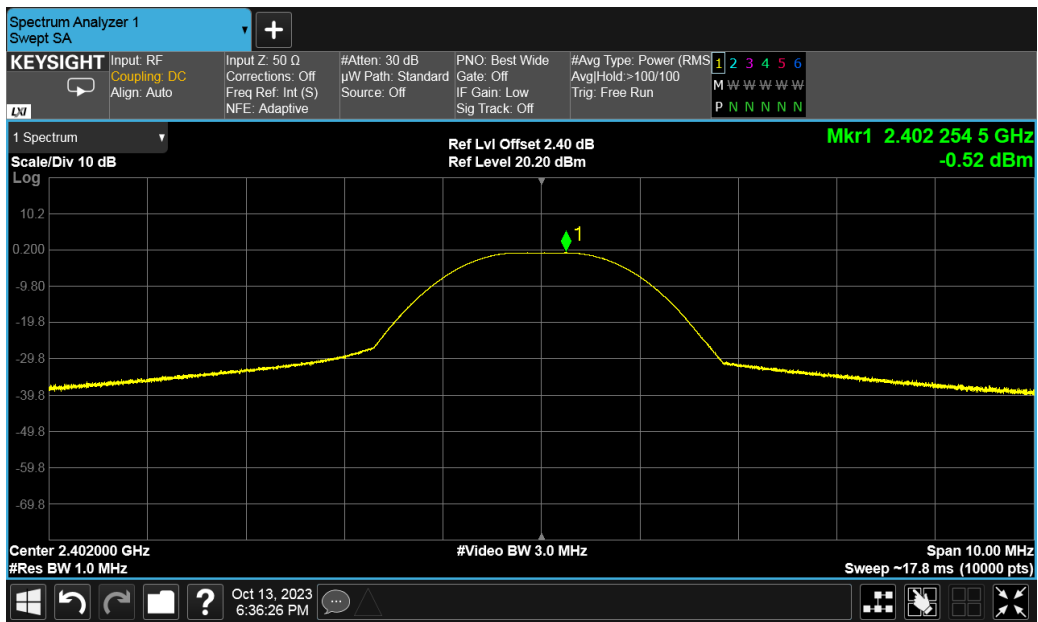 Spectrum Analyzer 1
Swept SA
KEYSIGHT
LXI
Input: RF
Coupling: DC
Align: Auto
Input Z: 50 Ω
Corrections: Off
Freq Ref: Int (S)
NFE: Adaptive
#Atten: 30 dB
µW Path: Standard
Source: Off
PNO: Best Wide
Gate: Off
IF Gain: Low
Sig Track: Off
#Avg Type: Power (RMS
Avg|Hold:>100/100
Trig: Free Run
1 2 3 4 5 6
M W W W W W
P N N N N N
1 Spectrum
Scale/Div 10 dB
Log
Ref Lvl Offset 2.40 dB
Ref Level 20.20 dBm
Mkr1 2.402 254 5 GHz
-0.52 dBm
10.2
0.200
-9.80
-19.8
-29.8
-39.8
-49.8
-59.8
-69.8
1
Center 2.402000 GHz
#Res BW 1.0 MHz
#Video BW 3.0 MHz
Span 10.00 MHz
Sweep ~17.8 ms (10000 pts)
?
Oct 13, 2023
6:36:26 PM